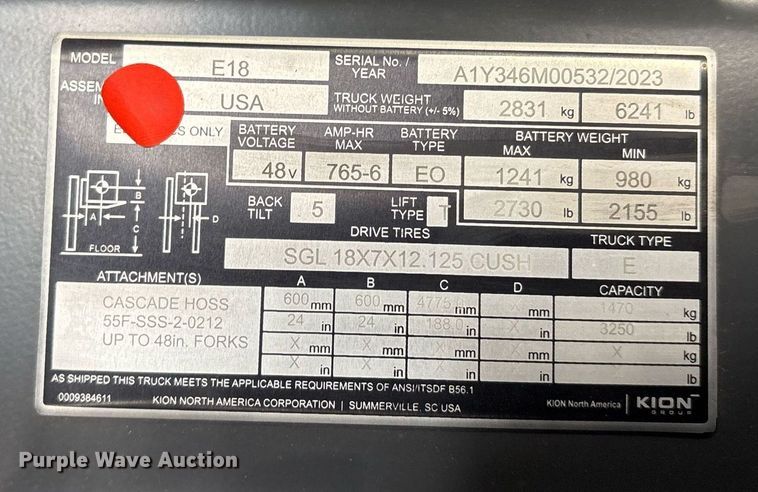 MODEL E18 SERIAL No. / YEAR A1Y346M00532/2023
USA TRUCK WEIGHT WITHOUT BATTERY (+/- 5%) 2831 kg 6241 lb
ONLY
BATTERY VOLTAGE AMP-HR MAX BATTERY TYPE BATTERY WEIGHT
MAX MIN
48v 765-6 EO 1241 kg 980 kg
2730 lb 2155 lb
BACK TILT 5 LIFT TYPE T
DRIVE TIRES TRUCK TYPE
SGL 18X7X12.125 CUSH E
A B C D
FLOOR
ATTACHMENT(S) A B C D CAPACITY
CASCADE HOSS 600 mm 600 mm 4775.0 mm X mm 1470 kg
55F-SSS-2-0212 24 in 24 in 188.0 in X in 3250 lb
UP TO 48in. FORKS X mm X mm X mm X mm X kg
X in X in in in lb
AS SHIPPED THIS TRUCK MEETS THE APPLICABLE REQUIREMENTS OF ANSI/ITSDF B56.1
0009384611 KION NORTH AMERICA CORPORATION | SUMMERVILLE, SC USA KION North America KION GROUP
Purple Wave Auction